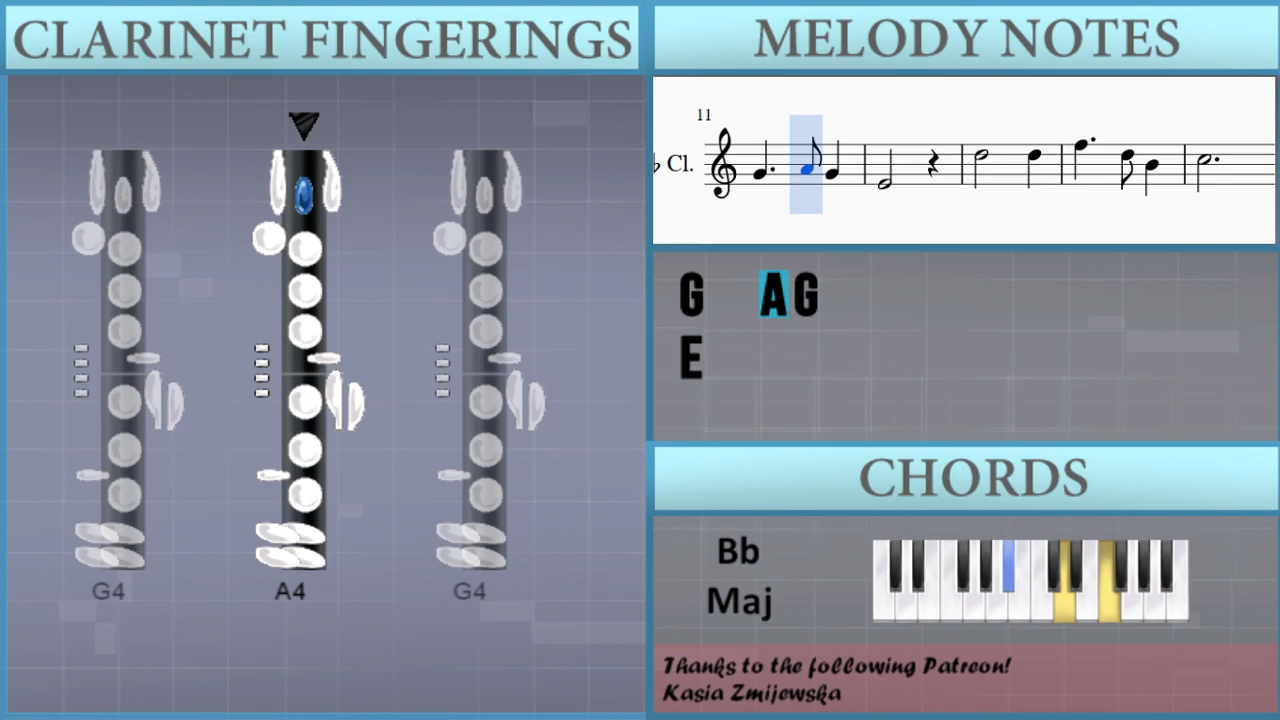 CLARINET FINGERINGS
G4
A4
G4
MELODY NOTES
11
♭ Cl.
G AG
E
CHORDS
Bb
Maj
Thanks to the following Patreon!
Kasia Zmijewska